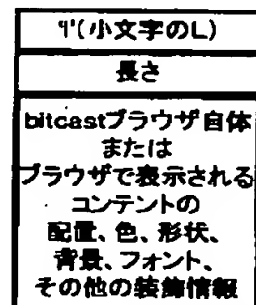 'l'(小文字のL)
長さ
bitcastブラウザ自体
または
ブラウザで表示される
コンテントの
配置、色、形状、
背景、フォント、
その他の装飾情報